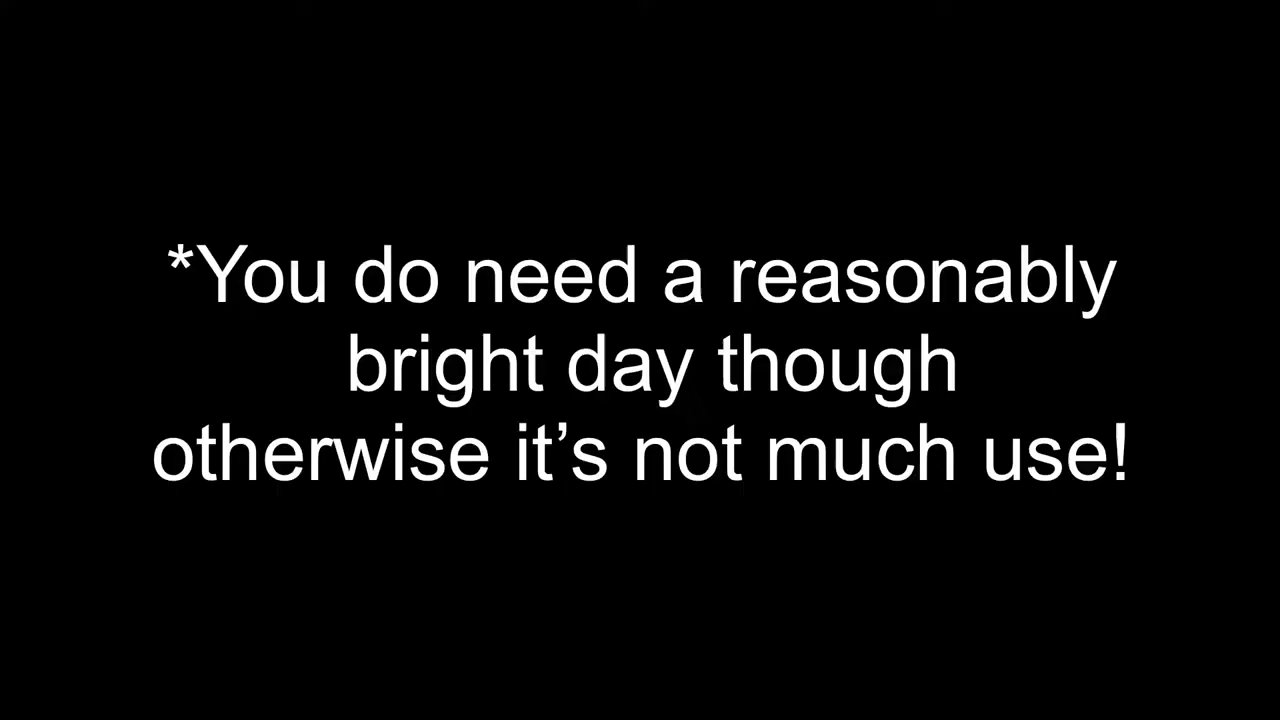 *You do need a reasonably
bright day though
otherwise it’s not much use!